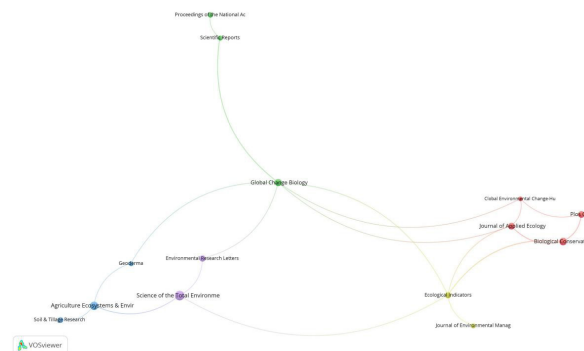 Proceedings of the National Ac
Scientific Reports
Global Change Biology
Global Environmental Change-Hu
Plos
Journal of Applied Ecology
Biological Conservat
Geoderma
Environmental Research Letters
Science of the Total Environme
Ecological Indicators
Agriculture Ecosystems & Envir
Soil & Tillage Research
Journal of Environmental Manag
VOSviewer